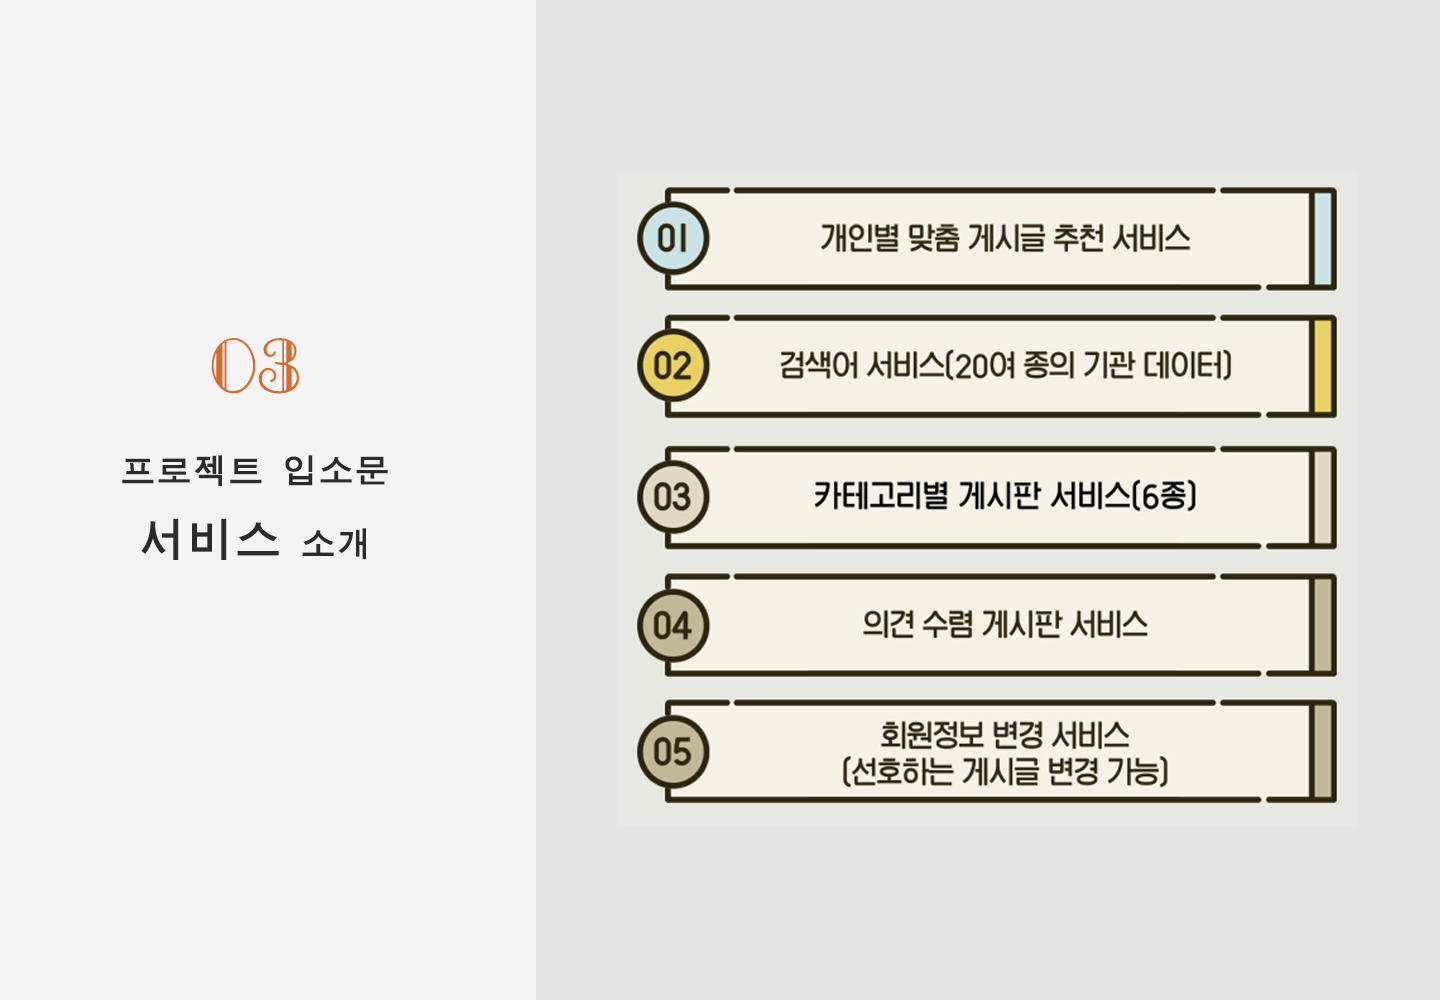 03
프로젝트 입소문
서비스 소개
01
개인별 맞춤 게시글 추천 서비스
02
검색어 서비스(20여 종의 기관 데이터)
03
카테고리별 게시판 서비스(6종)
04
의견 수렴 게시판 서비스
05
회원정보 변경 서비스
(선호하는 게시글 변경 가능)